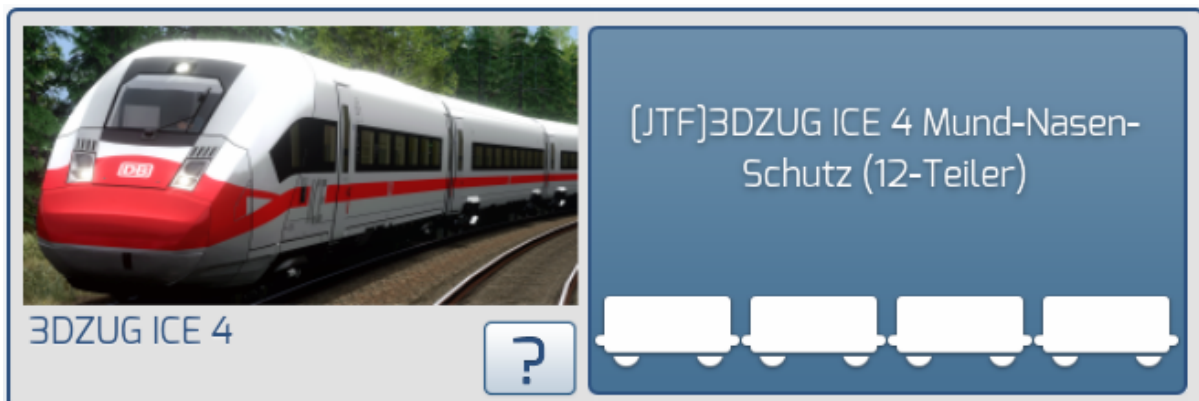 DB
3DZUG ICE 4
?
[JTF]3DZUG ICE 4 Mund-Nasen-
Schutz (12-Teiler)